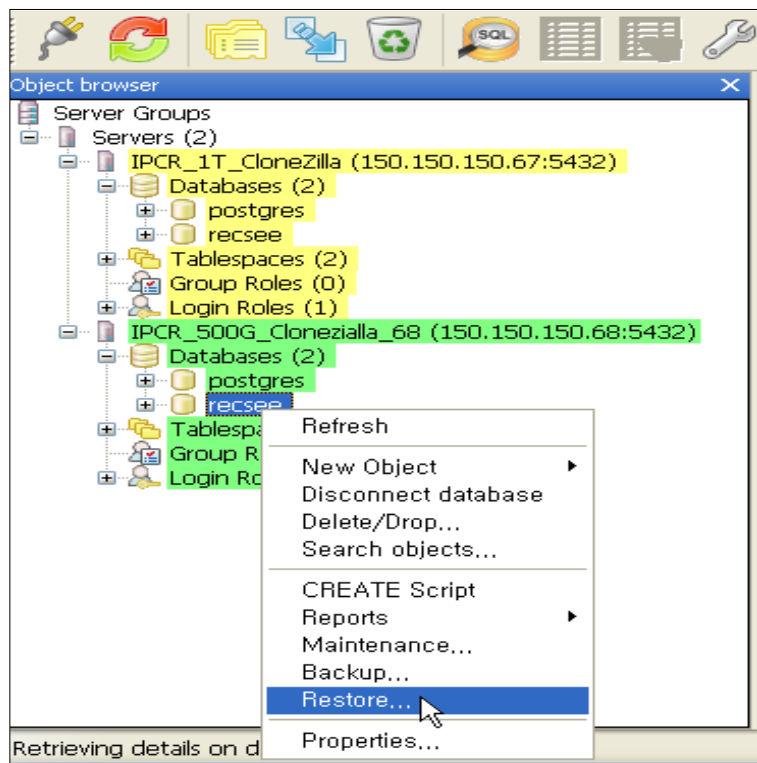 SQL
Object browser
Server Groups
Servers (2)
IPCR_1T_CloneZilla (150.150.150.67:5432)
Databases (2)
postgres
recsee
Tablespaces (2)
Group Roles (0)
Login Roles (1)
IPCR_500G_Clonezialla_68 (150.150.150.68:5432)
Databases (2)
postgres
recsee
Tablespa
Group R
Login Ro
Refresh
New Object
Disconnect database
Delete/Drop...
Search objects...
CREATE Script
Reports
Maintenance...
Backup...
Restore...
Properties...
Retrieving details on d